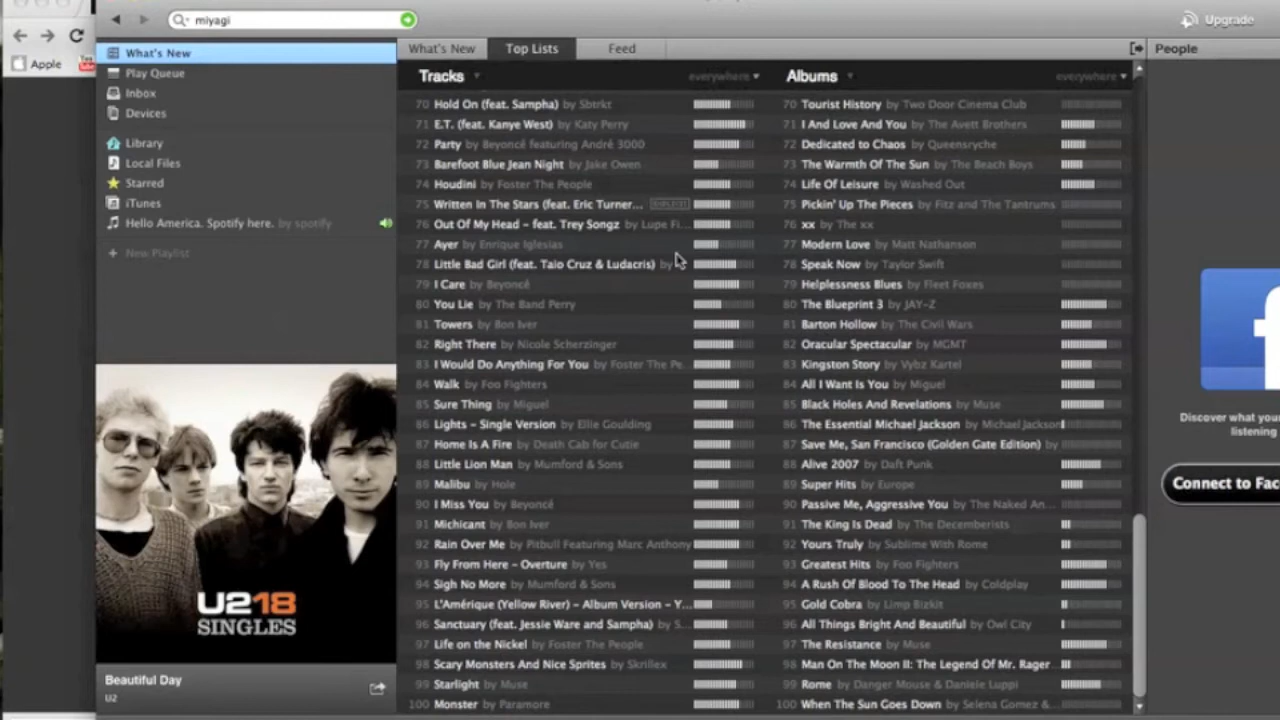 miyagi
Upgrade
Apple
What's New
Play Queue
Inbox
Devices
Library
Local Files
Starred
iTunes
Hello America. Spotify here. by spotify
New Playlist
U218
SINGLES
Beautiful Day
U2
What's New Top Lists Feed
Tracks everywhere
70 Hold On (feat. Sampha) by Sbtrkt
71 E.T. (feat. Kanye West) by Katy Perry
72 Party by Beyoncé featuring André 3000
73 Barefoot Blue Jean Night by Jake Owen
74 Houdini by Foster The People
75 Written In The Stars (feat. Eric Turner... EXPLICIT
76 Out Of My Head – feat. Trey Songz by Lupe Fi...
77 Ayer by Enrique Iglesias
78 Little Bad Girl (feat. Taio Cruz & Ludacris) by
79 I Care by Beyoncé
80 You Lie by The Band Perry
81 Towers by Bon Iver
82 Right There by Nicole Scherzinger
83 I Would Do Anything For You by Foster The Pe...
84 Walk by Foo Fighters
85 Sure Thing by Miguel
86 Lights – Single Version by Ellie Goulding
87 Home Is A Fire by Death Cab for Cutie
88 Little Lion Man by Mumford & Sons
89 Malibu by Hole
90 I Miss You by Beyoncé
91 Michicant by Bon Iver
92 Rain Over Me by Pitbull Featuring Marc Anthony
93 Fly From Here – Overture by Yes
94 Sigh No More by Mumford & Sons
95 L'Amérique (Yellow River) – Album Version – Y...
96 Sanctuary (feat. Jessie Ware and Sampha) by S...
97 Life on the Nickel by Foster The People
98 Scary Monsters And Nice Sprites by Skrillex
99 Starlight by Muse
100 Monster by Paramore
Albums everywhere
70 Tourist History by Two Door Cinema Club
71 I And Love And You by The Avett Brothers
72 Dedicated to Chaos by Queensryche
73 The Warmth Of The Sun by The Beach Boys
74 Life Of Leisure by Washed Out
75 Pickin' Up The Pieces by Fitz and The Tantrums
76 xx by The xx
77 Modern Love by Matt Nathanson
78 Speak Now by Taylor Swift
79 Helplessness Blues by Fleet Foxes
80 The Blueprint 3 by JAY-Z
81 Barton Hollow by The Civil Wars
82 Oracular Spectacular by MGMT
83 Kingston Story by Vybz Kartel
84 All I Want Is You by Miguel
85 Black Holes And Revelations by Muse
86 The Essential Michael Jackson by Michael Jackson
87 Save Me, San Francisco (Golden Gate Edition) by
88 Alive 2007 by Daft Punk
89 Super Hits by Europe
90 Passive Me, Aggressive You by The Naked An...
91 The King Is Dead by The Decemberists
92 Yours Truly by Sublime With Rome
93 Greatest Hits by Foo Fighters
94 A Rush Of Blood To The Head by Coldplay
95 Gold Cobra by Limp Bizkit
96 All Things Bright And Beautiful by Owl City
97 The Resistance by Muse
98 Man On The Moon II: The Legend Of Mr. Rager
99 Rome by Danger Mouse & Daniele Luppi
100 When The Sun Goes Down by Selena Gomez &...
People
Discover what your
listening
Connect to Fac